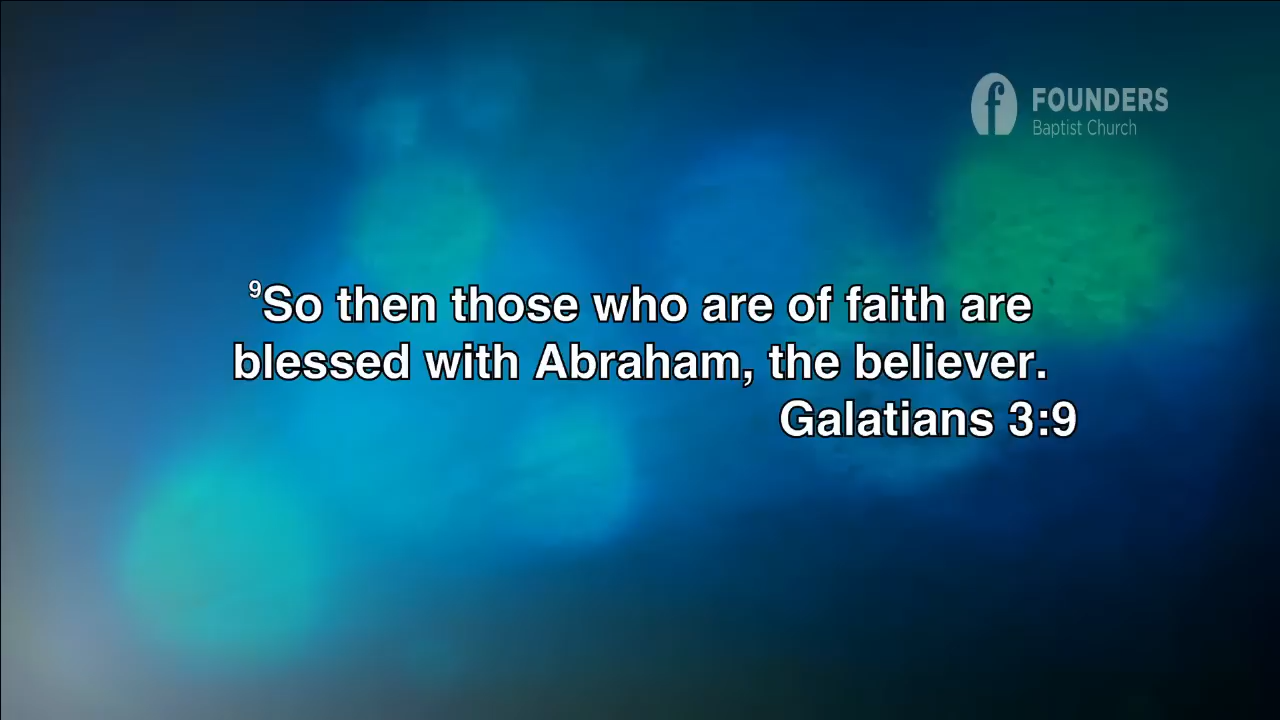 FOUNDERS
Baptist Church
⁹So then those who are of faith are
blessed with Abraham, the believer.
Galatians 3:9